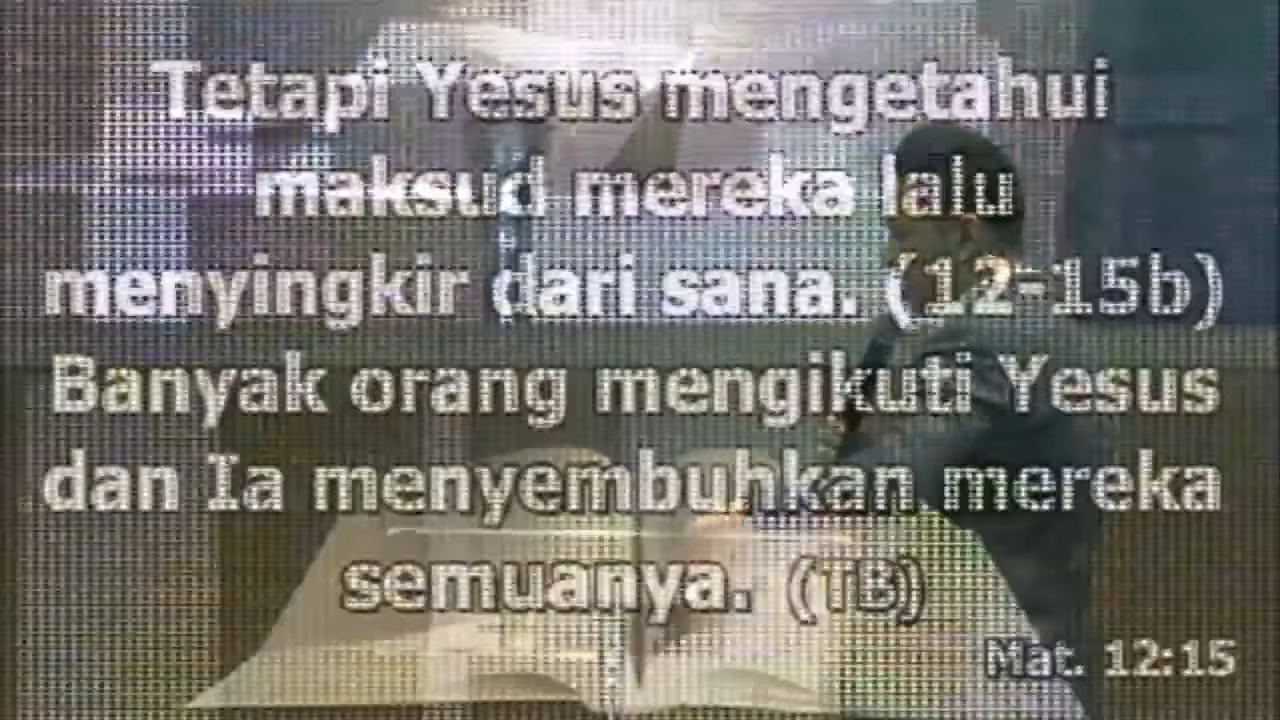 Tetapi Yesus mengetahui
maksud mereka lalu
menyingkir dari sana. (12-15b)
Banyak orang mengikuti Yesus
dan Ia menyembuhkan mereka
semuanya. (TB)
Mat. 12:15